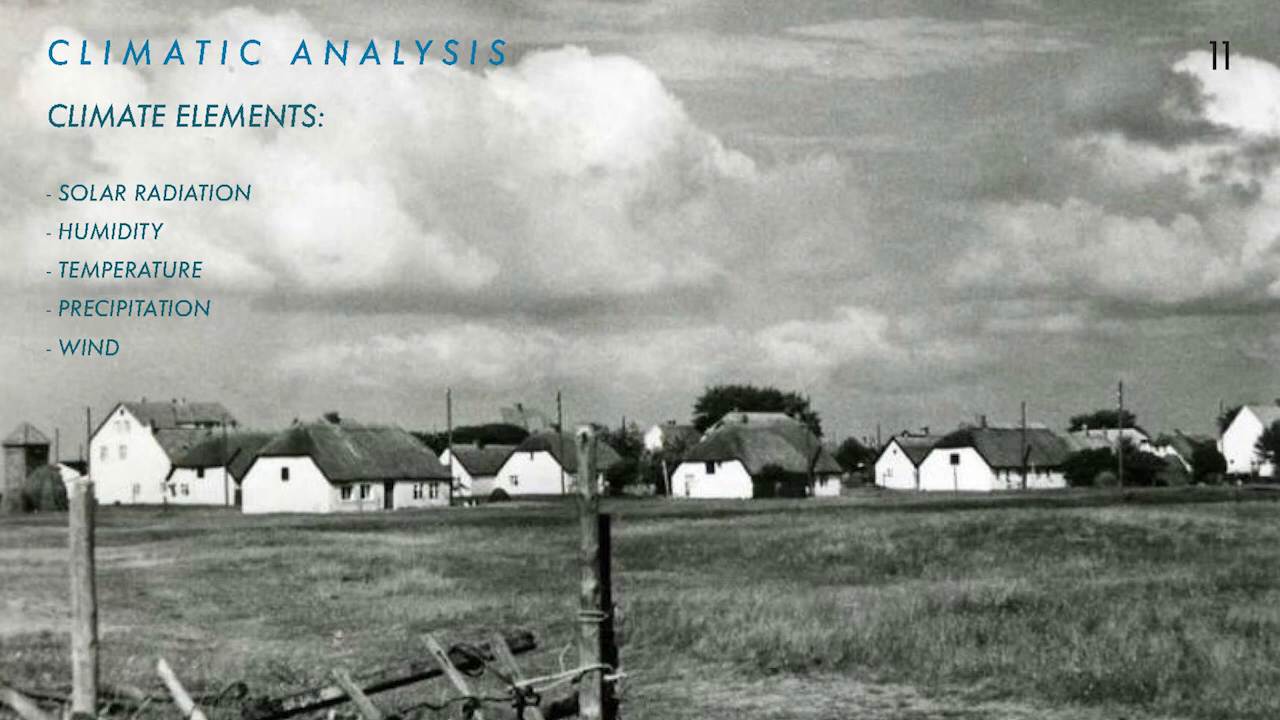 CLIMATIC ANALYSIS
11
CLIMATE ELEMENTS:
- SOLAR RADIATION
- HUMIDITY
- TEMPERATURE
- PRECIPITATION
- WIND